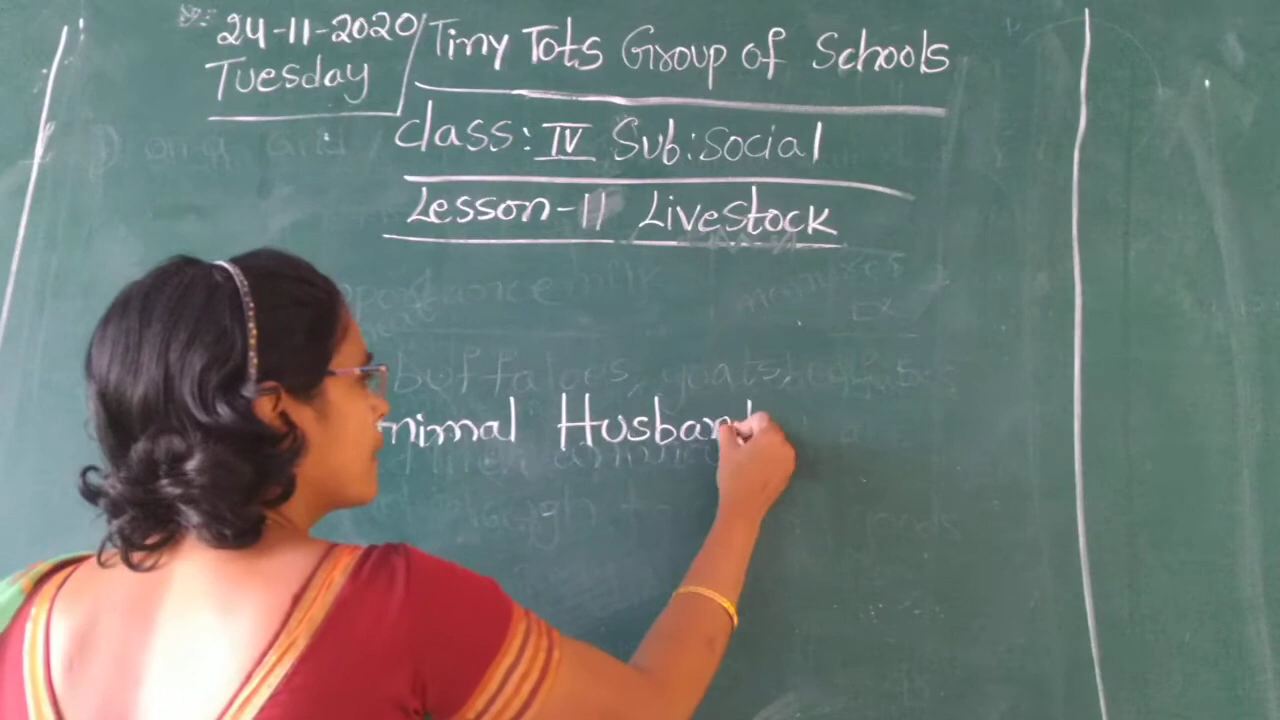 24-11-2020
Tuesday
Tiny Tots Group of Schools
Class: IV Sub: Social
Lesson-11 Livestock
buffaloes, goats,
nimal Husband